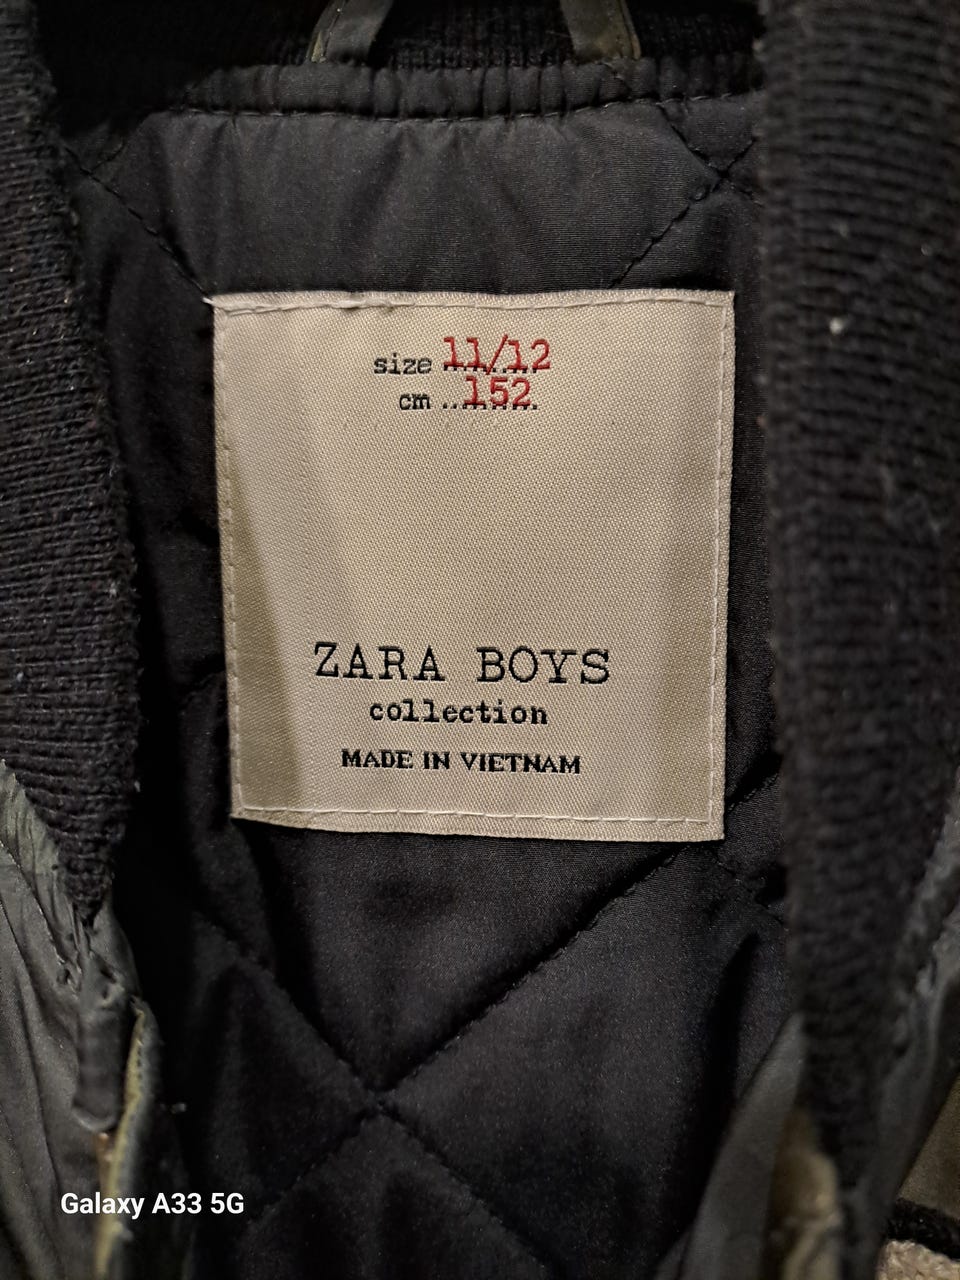 size 11/12
cm 152
ZARA BOYS
collection
MADE IN VIETNAM
Galaxy A33 5G